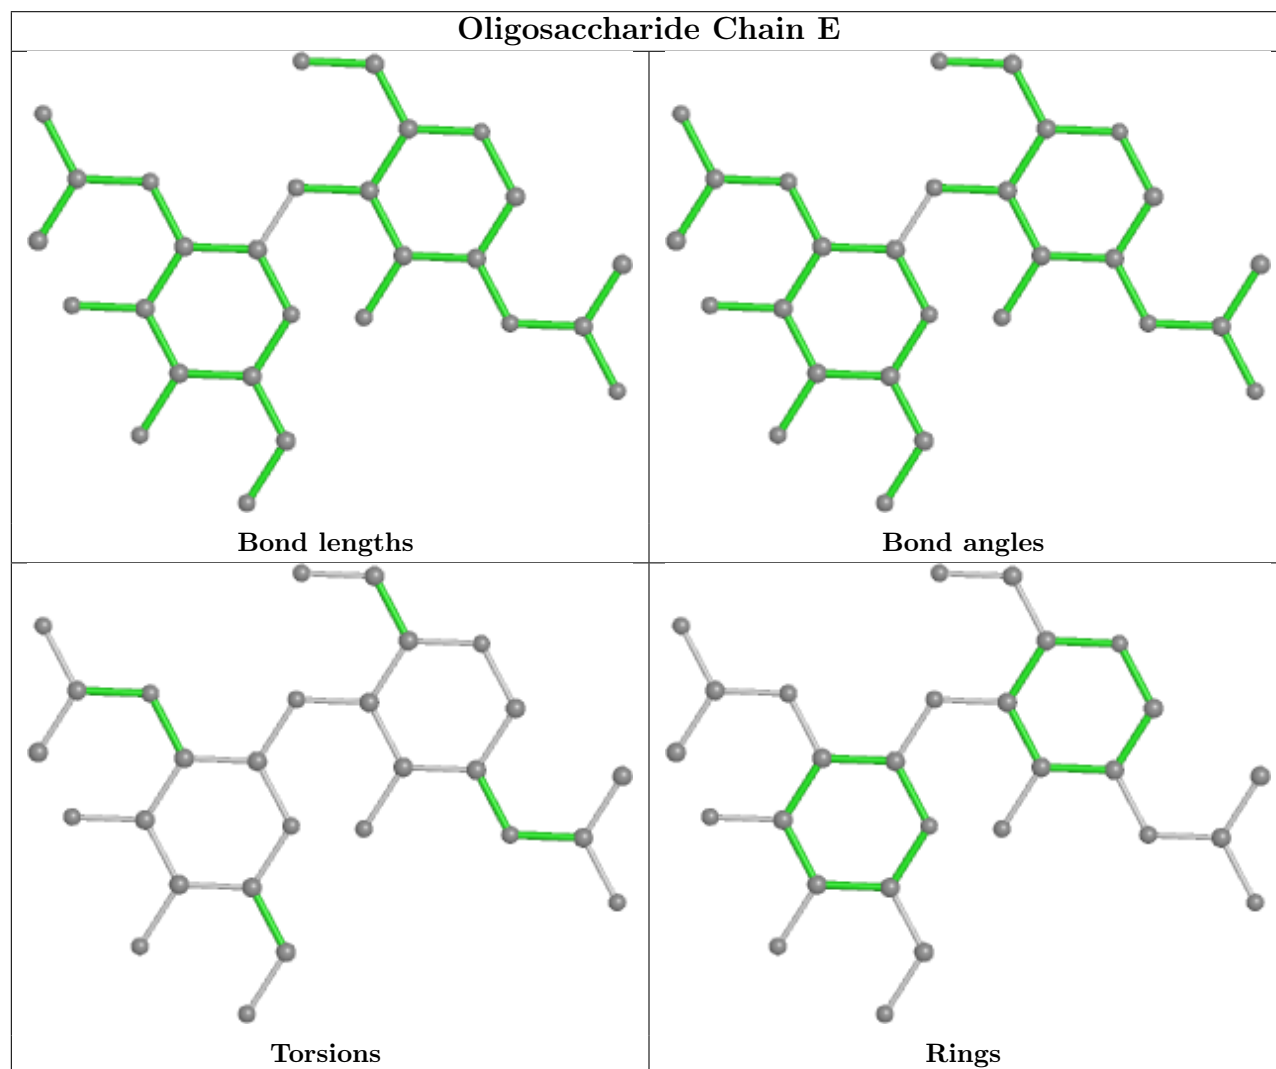 Oligosaccharide Chain E
Bond lengths
Bond angles
Torsions
Rings